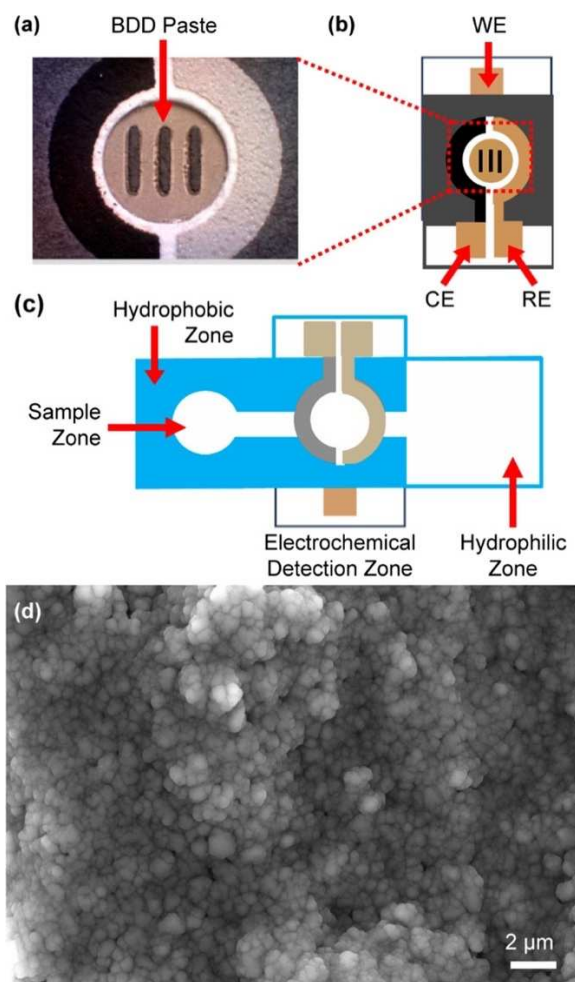 (a)
BDD Paste
(b)
WE
CE
RE
(c)
Hydrophobic
Zone
Sample
Zone
Electrochemical
Detection Zone
Hydrophilic
Zone
(d)
2 µm